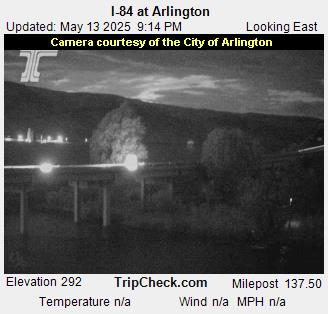 I-84 at Arlington
Updated: May 13 2025 9:14 PM Looking East
Camera courtesy of the City of Arlington
Elevation 292 TripCheck.com Milepost 137.50
Temperature n/a Wind n/a MPH n/a